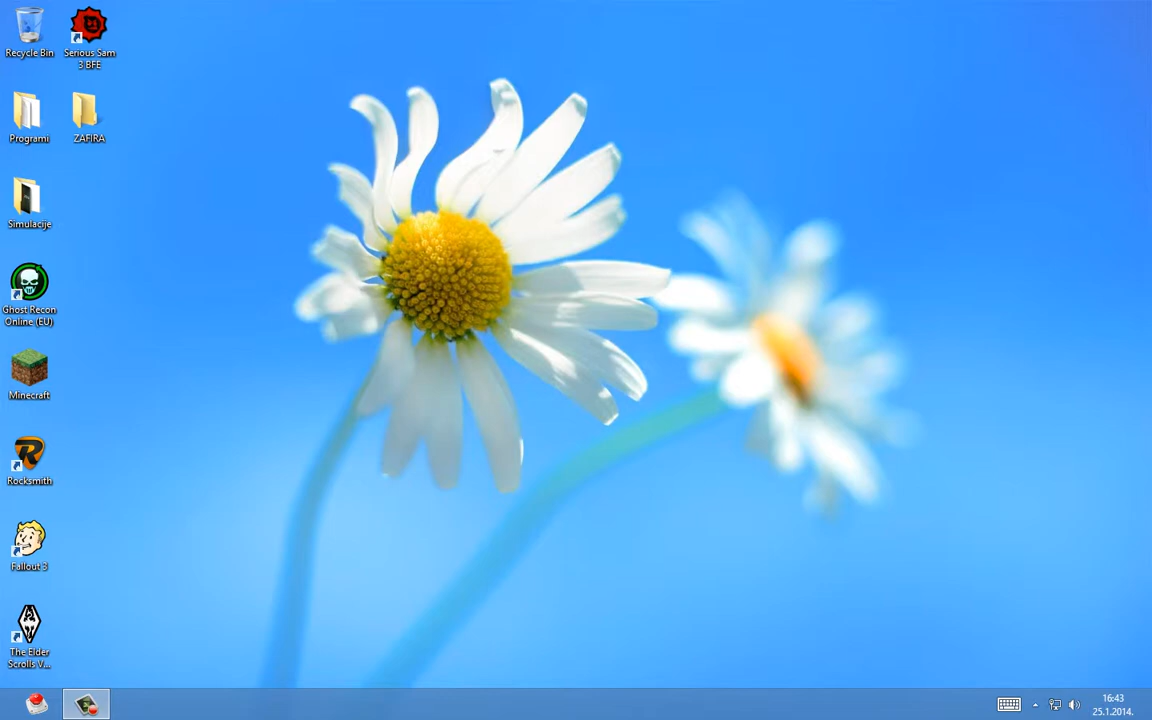 Recycle Bin
Serious Sam
3 BFE
Programi
ZAFIRA
Simulacije
Ghost Recon
Online (EU)
Minecraft
Rocksmith
Fallout 3
The Elder
Scrolls V...
16:43
25.1.2014.